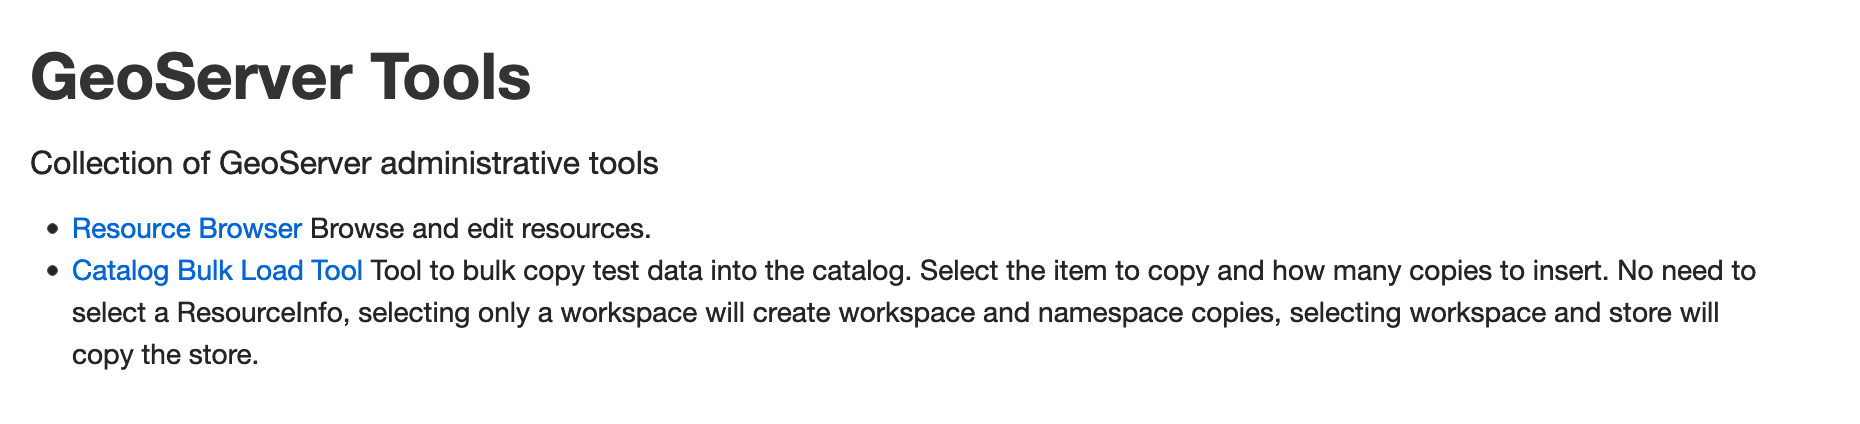 GeoServer Tools
Collection of GeoServer administrative tools
• Resource Browser Browse and edit resources.
• Catalog Bulk Load Tool Tool to bulk copy test data into the catalog. Select the item to copy and how many copies to insert. No need to
select a ResourceInfo, selecting only a workspace will create workspace and namespace copies, selecting workspace and store will
copy the store.